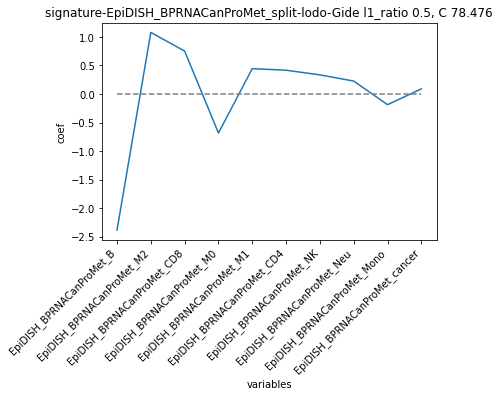 signature-EpiDISH_BPRNACanProMet_split-lodo-Gide l1_ratio 0.5, C 78.476
1.0
0.5
0.0
-0.5
-1.0
-1.5
-2.0
-2.5
coef
EpiDISH_BPRNACanProMet_B
EpiDISH_BPRNACanProMet_M2
EpiDISH_BPRNACanProMet_CD8
EpiDISH_BPRNACanProMet_M0
EpiDISH_BPRNACanProMet_M1
EpiDISH_BPRNACanProMet_CD4
EpiDISH_BPRNACanProMet_NK
EpiDISH_BPRNACanProMet_Neu
EpiDISH_BPRNACanProMet_Mono
EpiDISH_BPRNACanProMet_cancer
variables